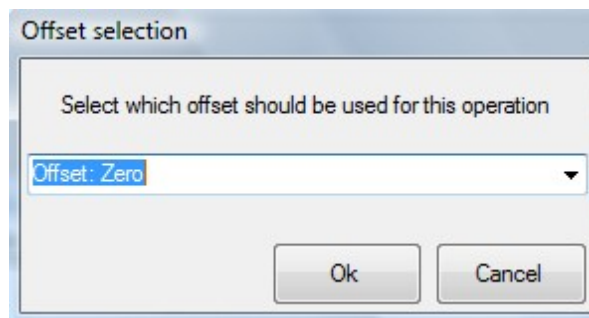 Offset selection
Select which offset should be used for this operation
Offset: Zero
Ok Cancel